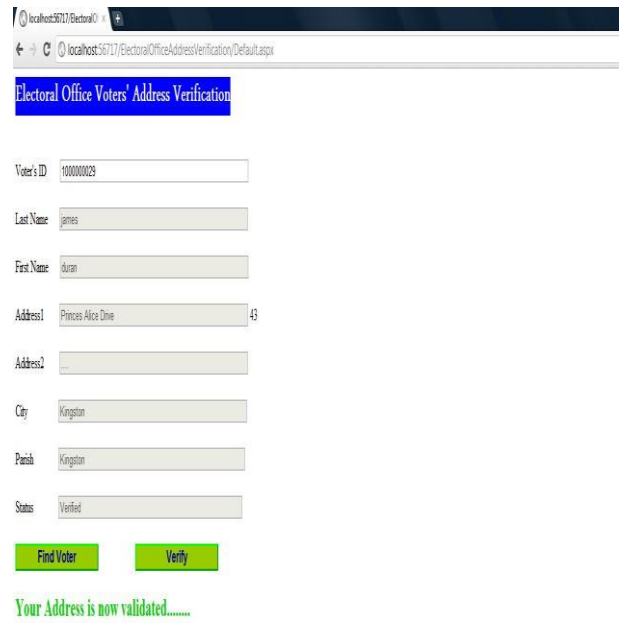 localhost:56717/ElectoralO
localhost:56717/ElectoralOfficeAddressVerification/Default.aspx
Electoral Office Voters' Address Verification
Voter's ID 1000000029
Last Name james
First Name duran
Address1 Princes Alice Drive 43
Address2 ....
City Kingston
Parish Kingston
Status Verified
Find Voter Verify
Your Address is now validated........